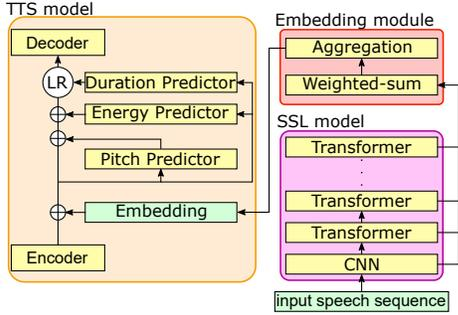 TTS model
Decoder
LR
Duration Predictor
Energy Predictor
Pitch Predictor
Embedding
Encoder
Embedding module
Aggregation
Weighted-sum
SSL model
Transformer
Transformer
Transformer
CNN
input speech sequence